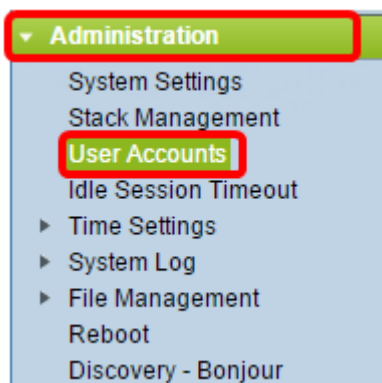 Administration
System Settings
Stack Management
User Accounts
Idle Session Timeout
Time Settings
System Log
File Management
Reboot
Discovery - Bonjour